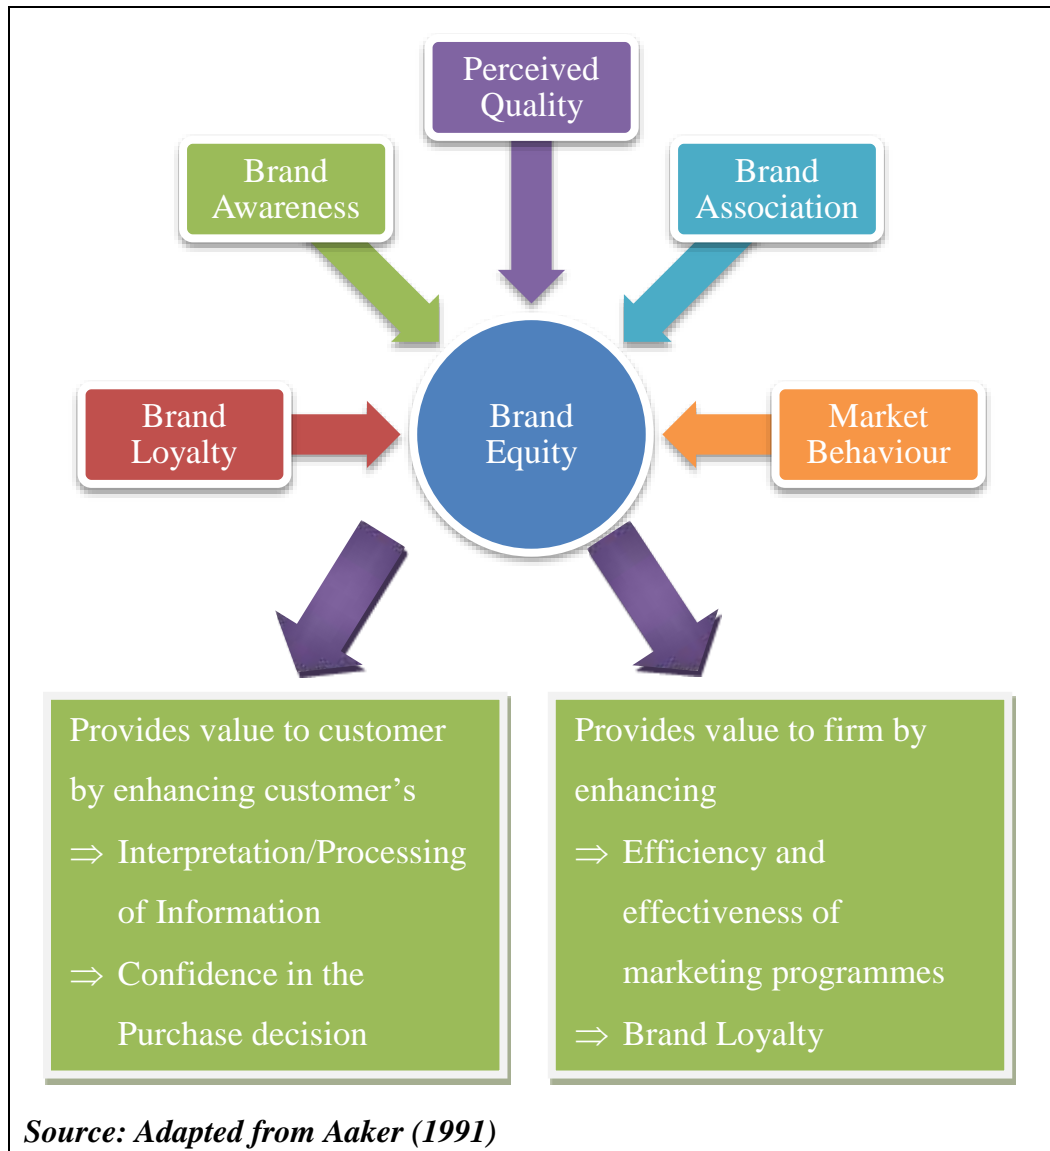 Perceived
Quality
Brand
Awareness
Brand
Association
Brand
Loyalty
Brand
Equity
Market
Behaviour
Provides value to customer
by enhancing customer’s
⇒ Interpretation/Processing
of Information
⇒ Confidence in the
Purchase decision
Provides value to firm by
enhancing
⇒ Efficiency and
effectiveness of
marketing programmes
⇒ Brand Loyalty
Source: Adapted from Aaker (1991)